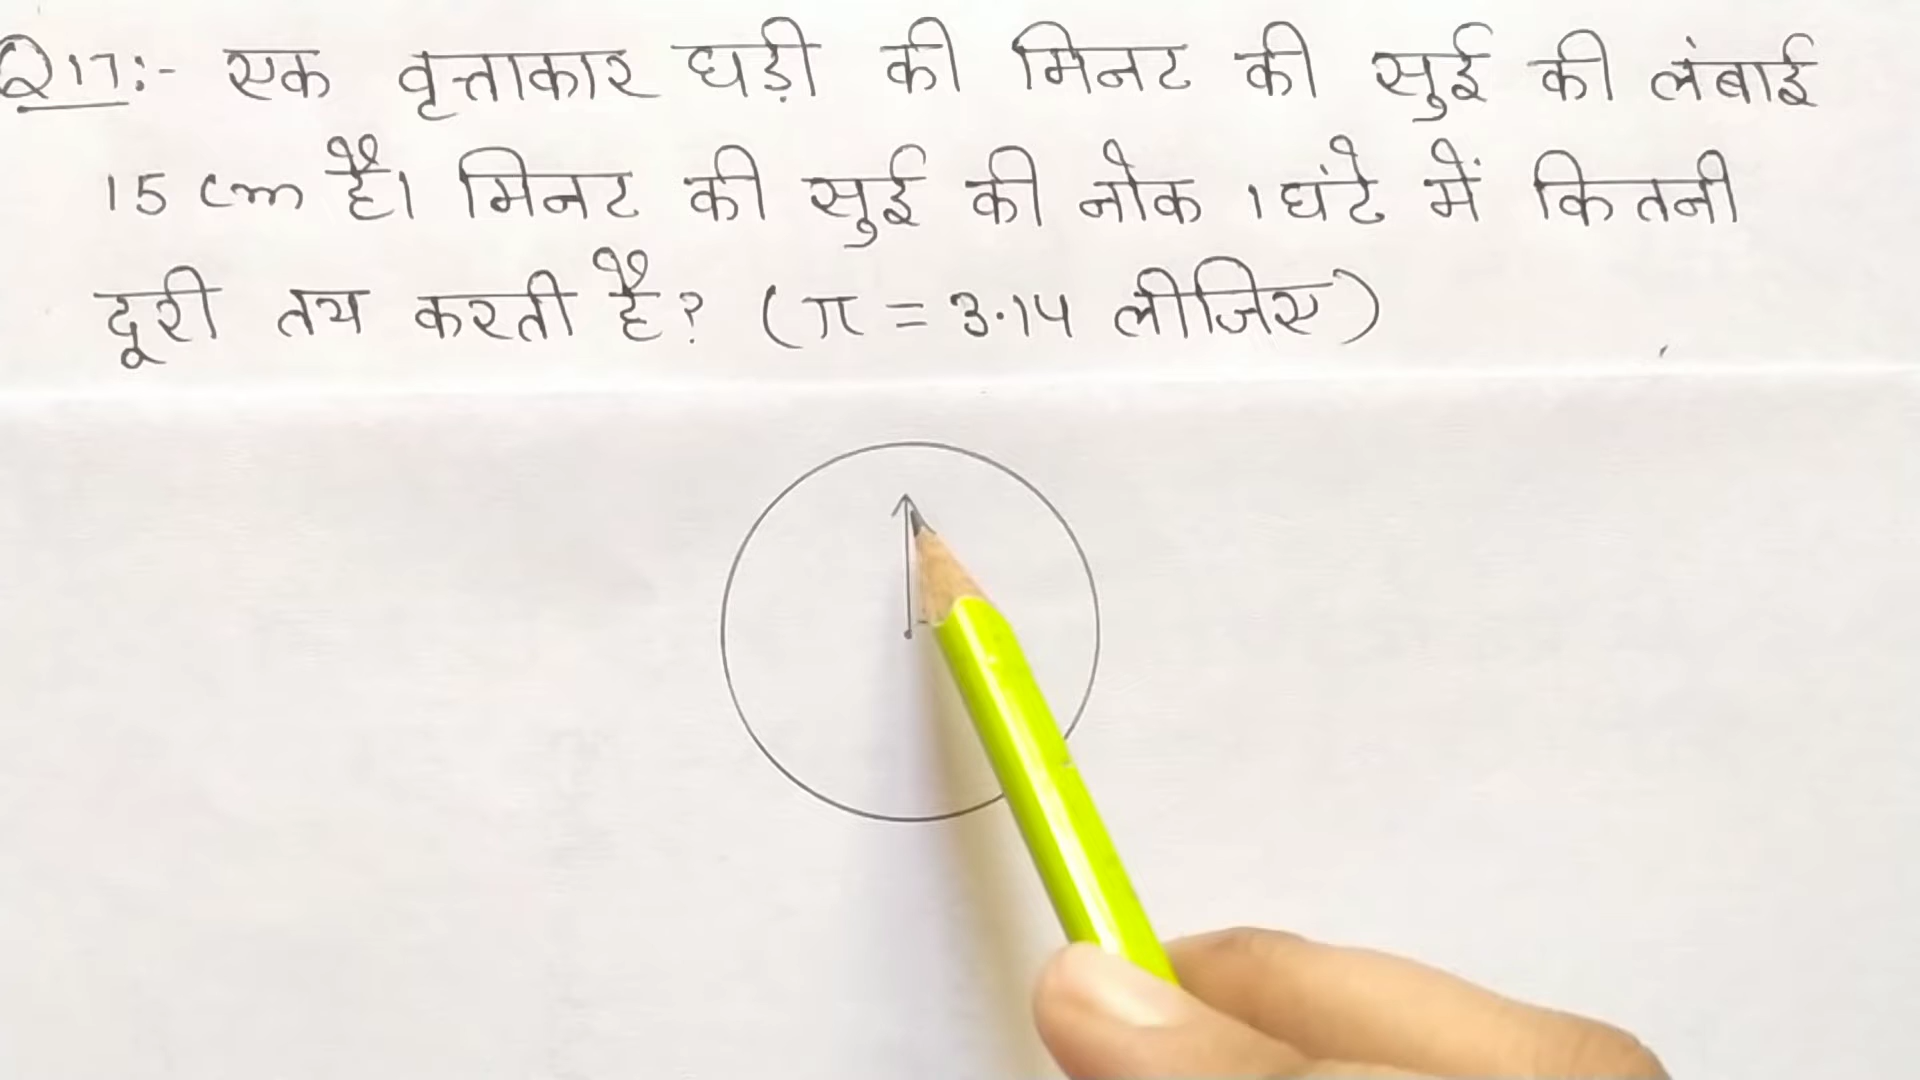 Q17:- एक वृत्ताकार घड़ी की मिनट की सुई की लंबाई
15 cm है। मिनट की सुई की नोक 1 घंटे में कितनी
दूरी तय करती है? (π = 3.14 लीजिए)